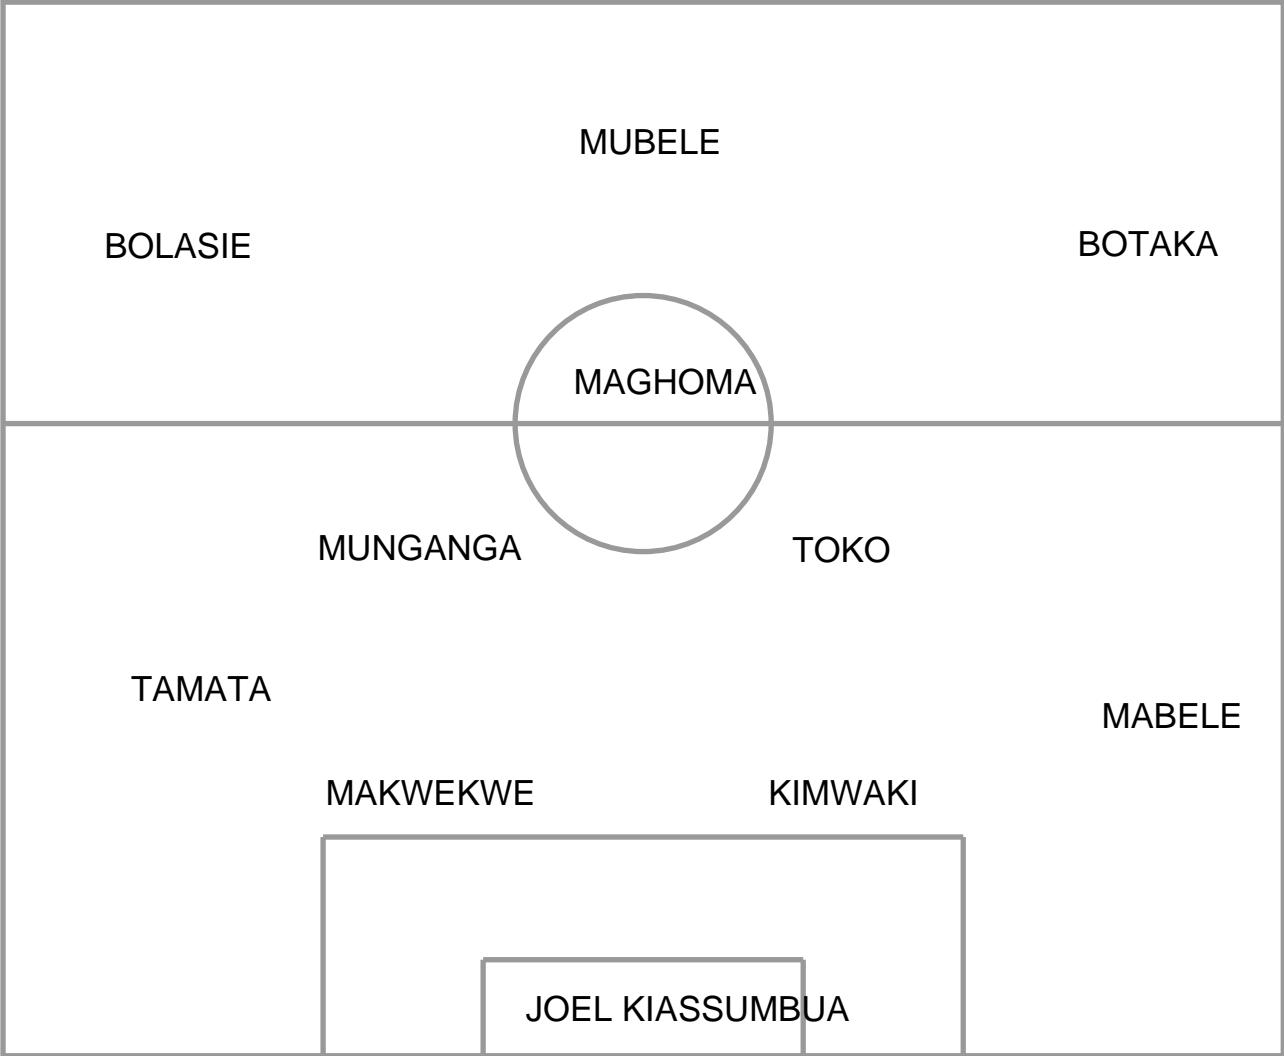 MUBELE
BOLASIE
BOTAKA
MAGHOMA
MUNGANGA
TOKO
TAMATA
MABELE
MAKWEKWE
KIMWAKI
JOEL KIASSUMBUA